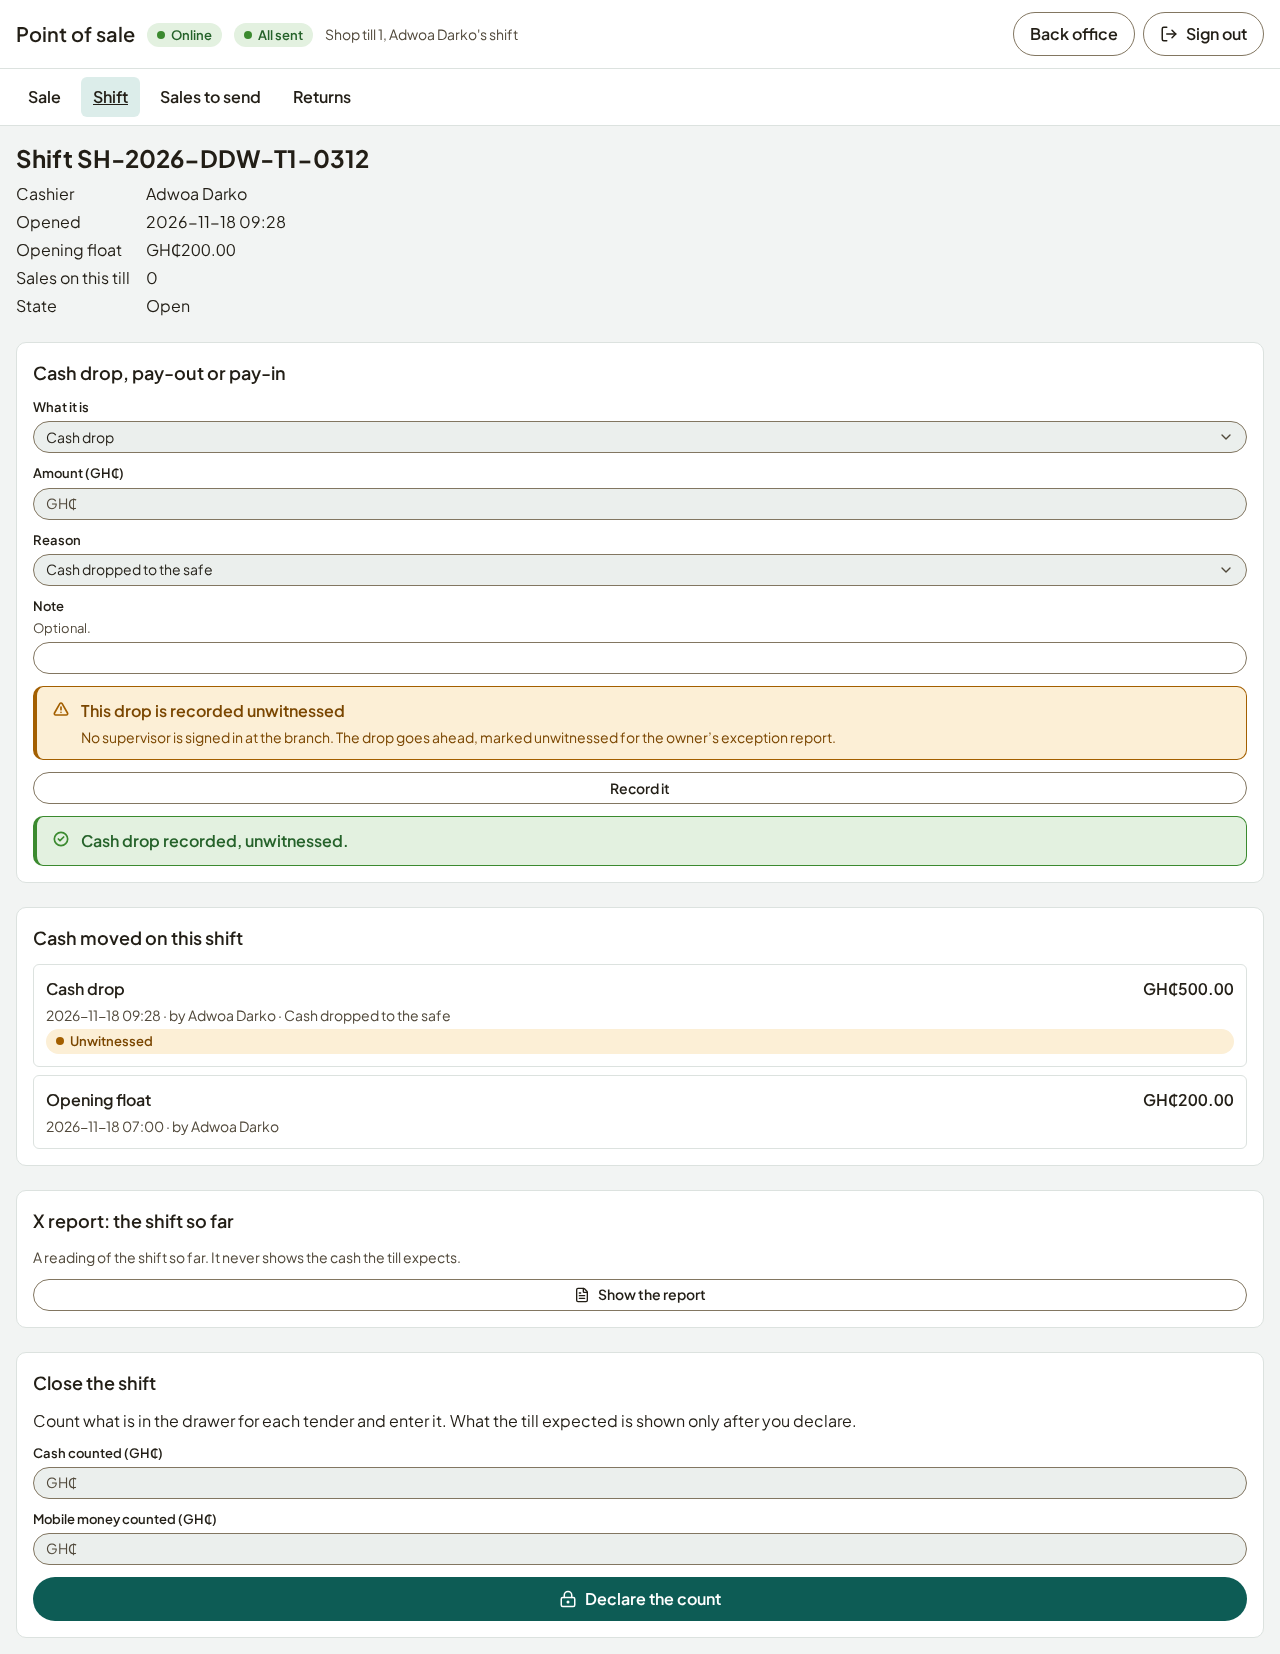 Point of sale
Online
All sent
Shop till 1, Adwoa Darko's shift
Back office
Sign out
Sale
Shift
Sales to send
Returns
Shift SH-2026-DDW-T1-0312
Cashier Adwoa Darko
Opened 2026-11-18 09:28
Opening float GH₵200.00
Sales on this till 0
State Open
Cash drop, pay-out or pay-in
What it is
Cash drop
Amount (GH₵)
GH₵
Reason
Cash dropped to the safe
Note
Optional.
This drop is recorded unwitnessed
No supervisor is signed in at the branch. The drop goes ahead, marked unwitnessed for the owner's exception report.
Record it
Cash drop recorded, unwitnessed.
Cash moved on this shift
Cash drop GH₵500.00
2026-11-18 09:28 · by Adwoa Darko · Cash dropped to the safe
Unwitnessed
Opening float GH₵200.00
2026-11-18 07:00 · by Adwoa Darko
X report: the shift so far
A reading of the shift so far. It never shows the cash the till expects.
Show the report
Close the shift
Count what is in the drawer for each tender and enter it. What the till expected is shown only after you declare.
Cash counted (GH₵)
GH₵
Mobile money counted (GH₵)
GH₵
Declare the count